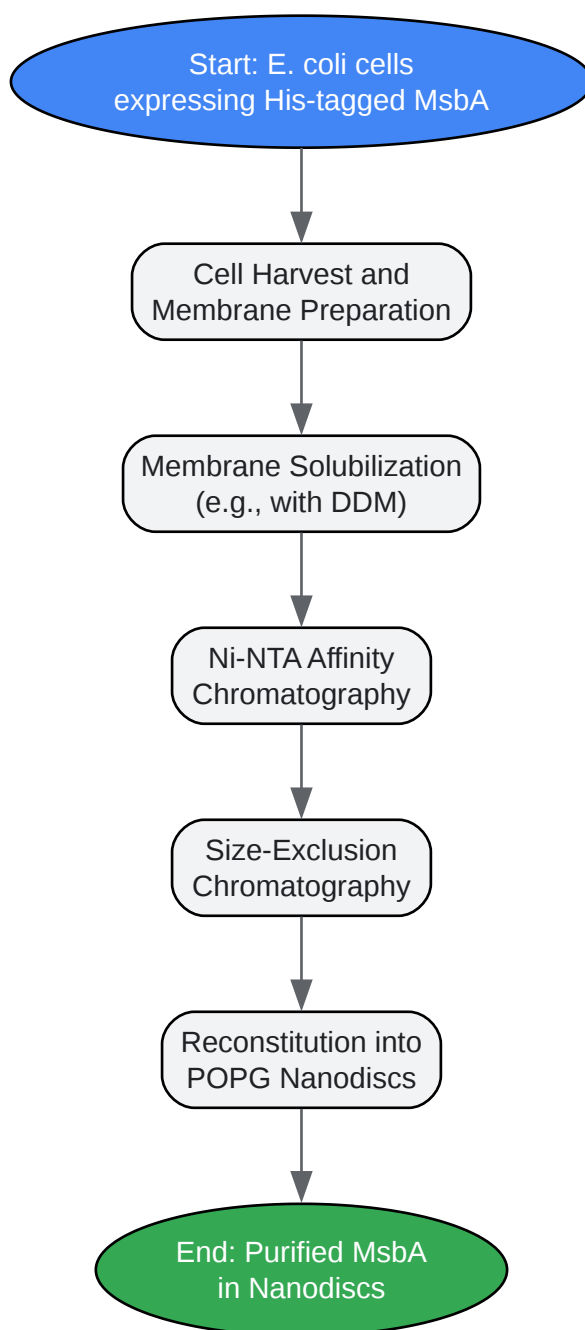 Start: E. coli cells
expressing His-tagged MsbA
Cell Harvest and
Membrane Preparation
Membrane Solubilization
(e.g., with DDM)
Ni-NTA Affinity
Chromatography
Size-Exclusion
Chromatography
Reconstitution into
POPG Nanodiscs
End: Purified MsbA
in Nanodiscs